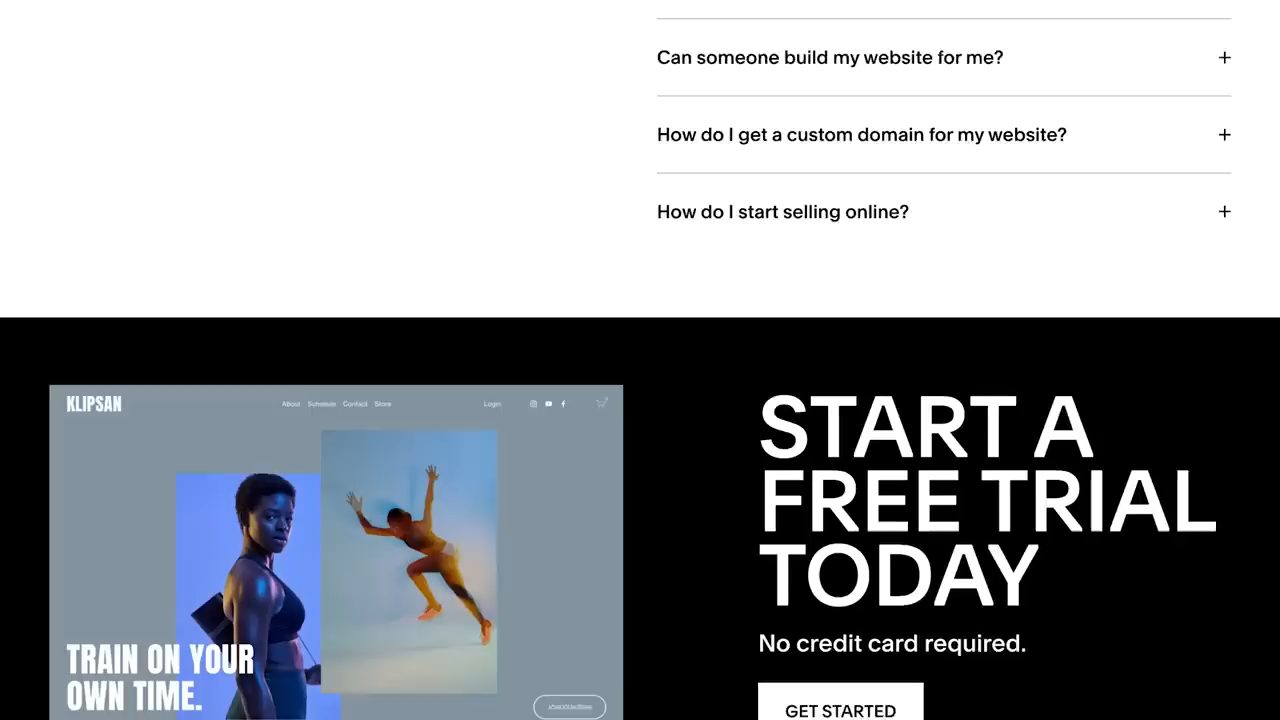 Can someone build my website for me?
How do I get a custom domain for my website?
How do I start selling online?
KLIPSAN
About Schedule Contact Store Login
TRAIN ON YOUR
OWN TIME.
START A
FREE TRIAL
TODAY
No credit card required.
GET STARTED